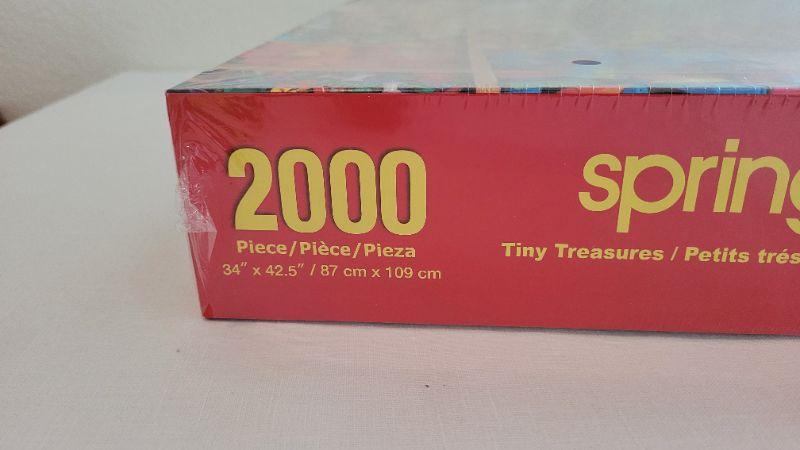 2000
Piece/Pièce/Pieza
34" x 42.5" / 87 cm x 109 cm
spring
Tiny Treasures / Petits trés